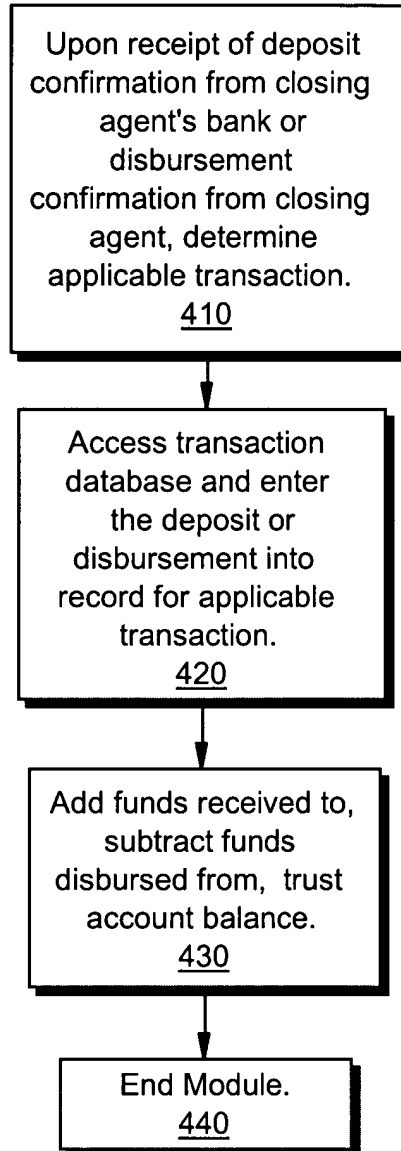 Upon receipt of deposit
confirmation from closing
agent's bank or
disbursement
confirmation from closing
agent, determine
applicable transaction.
410
Access transaction
database and enter
the deposit or
disbursement into
record for applicable
transaction.
420
Add funds received to,
subtract funds
disbursed from, trust
account balance.
430
End Module.
440